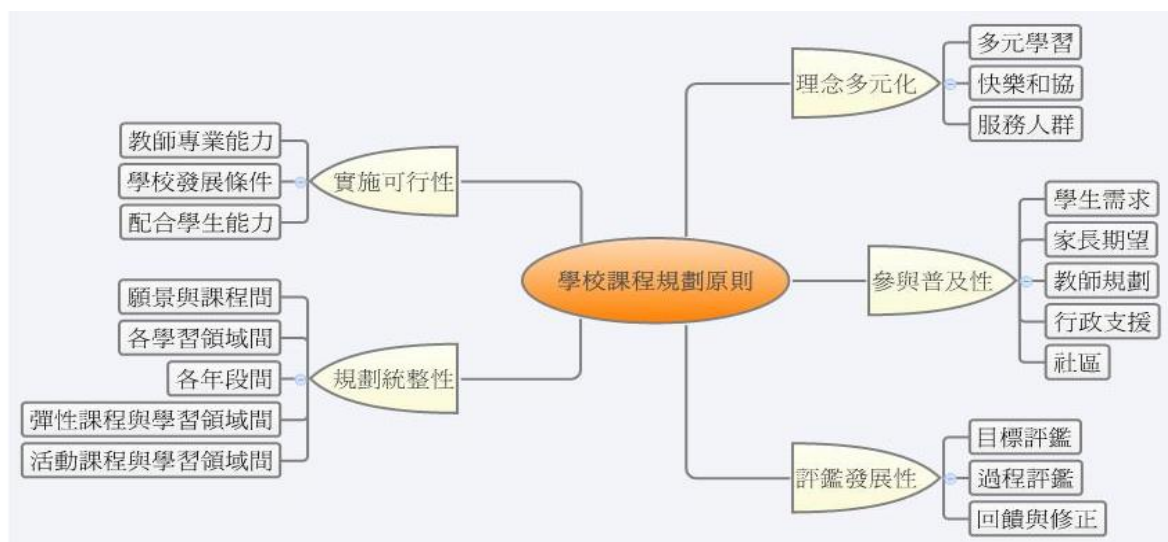 學校課程規劃原則
理念多元化
多元學習
快樂和協
服務人群
參與普及性
學生需求
家長期望
教師規劃
行政支援
社區
評鑑發展性
目標評鑑
過程評鑑
回饋與修正
實施可行性
教師專業能力
學校發展條件
配合學生能力
規劃統整性
願景與課程間
各學習領域間
各年段間
彈性課程與學習領域間
活動課程與學習領域間